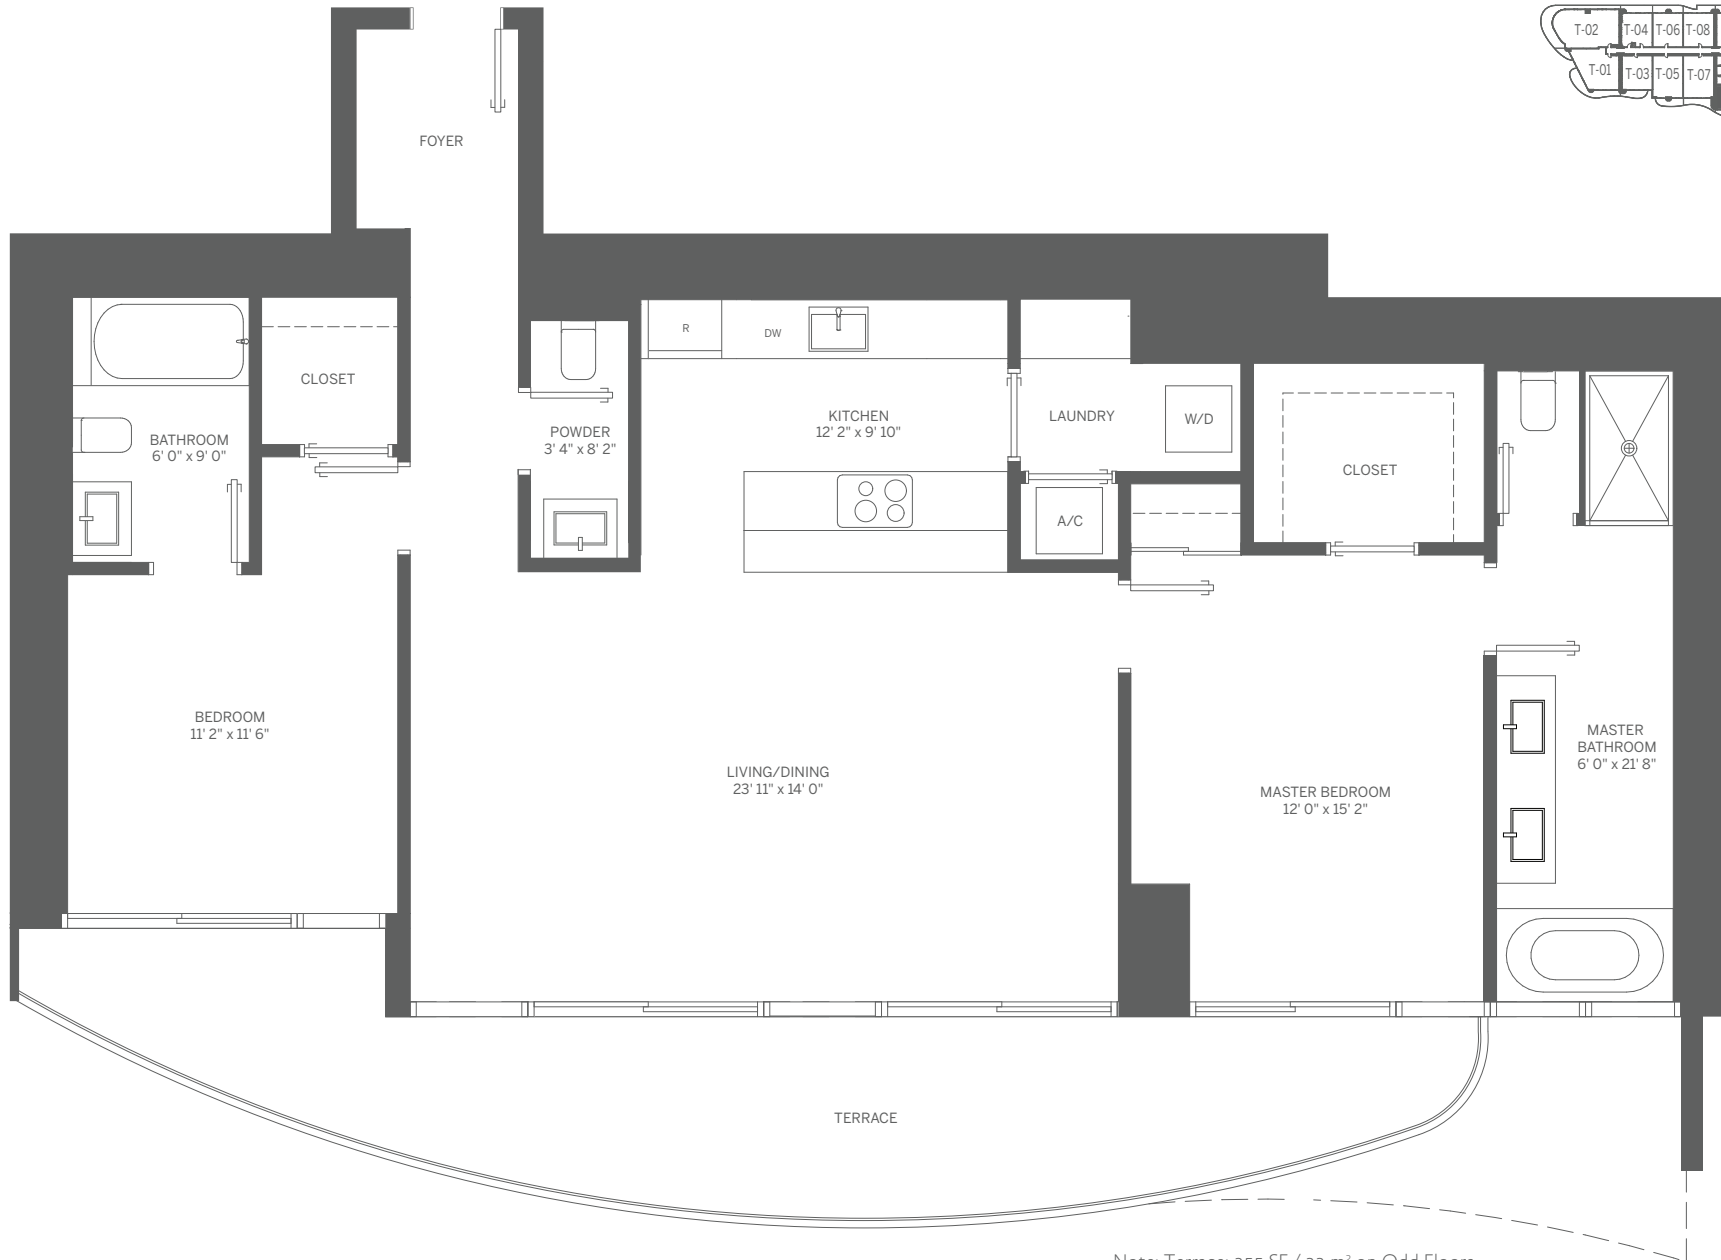 T-02
T-04
T-06
T-08
T-01
T-03
T-05
T-07
FOYER
R
DW
CLOSET
BATHROOM
6' 0" x 9' 0"
POWDER
3' 4" x 8' 2"
KITCHEN
12' 2" x 9' 10"
LAUNDRY
W/D
CLOSET
A/C
BEDROOM
11' 2" x 11' 6"
LIVING/DINING
23' 11" x 14' 0"
MASTER BEDROOM
12' 0" x 15' 2"
MASTER
BATHROOM
6' 0" x 21' 8"
TERRACE